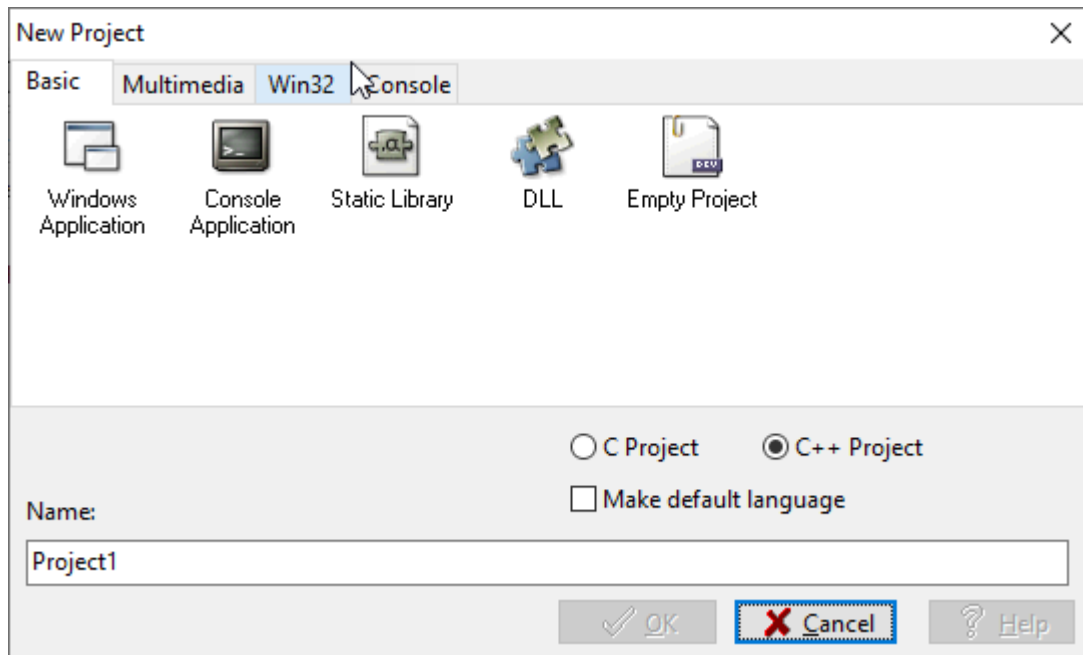 New Project
Basic Multimedia Win32 Console
Windows Application
Console Application
Static Library
DLL
DEV
Empty Project
C Project C++ Project
Make default language
Name:
Project1
OK Cancel Help